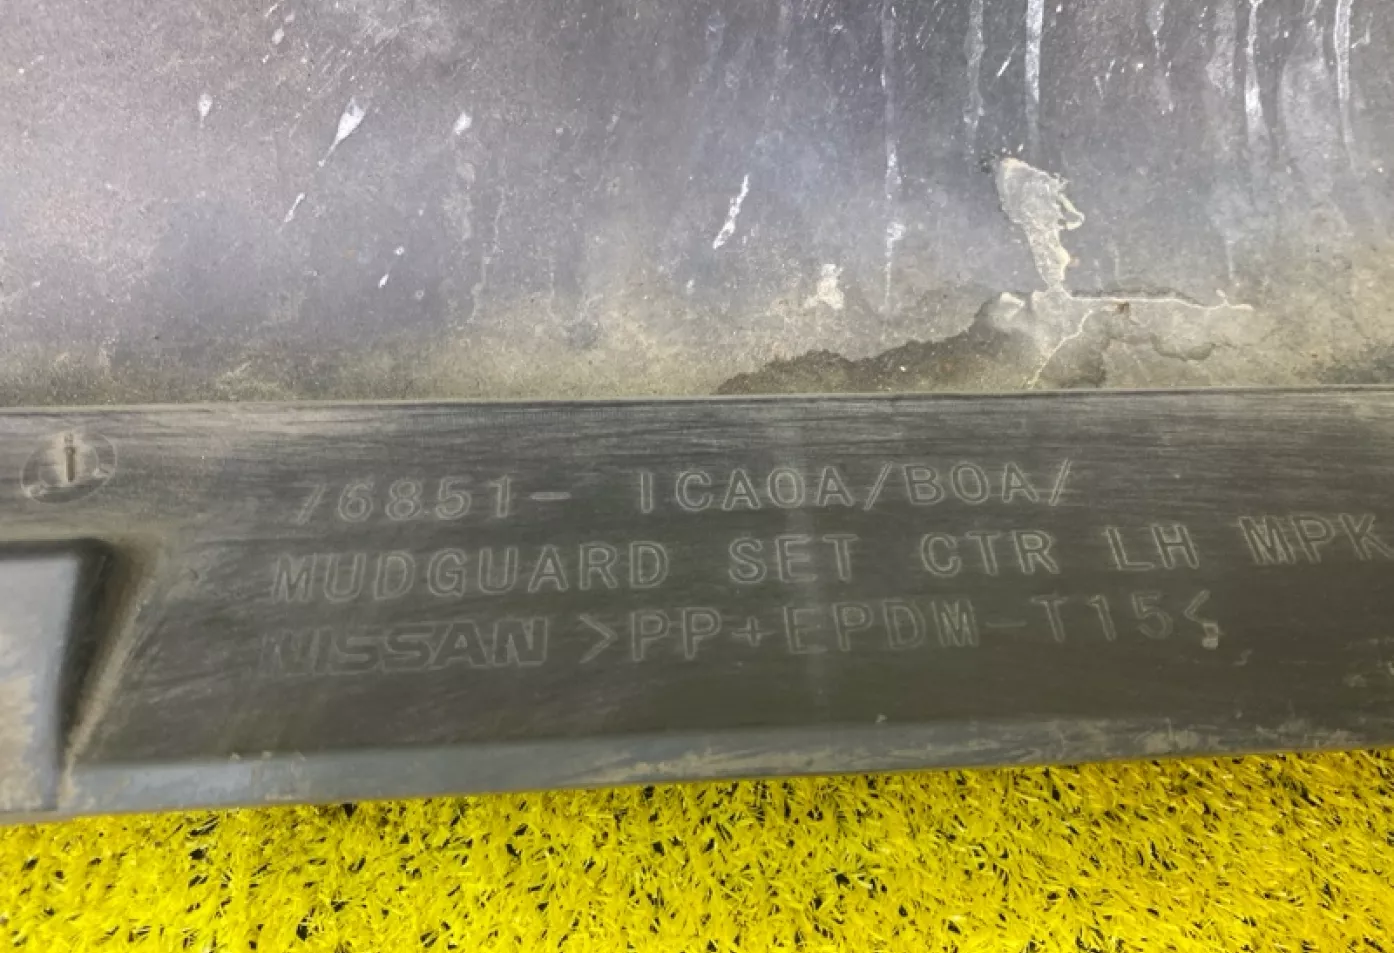 76851- 1CA0A/B0A/
MUDGUARD SET CTR LH MPK
NISSAN >PP+EPDM-T15<